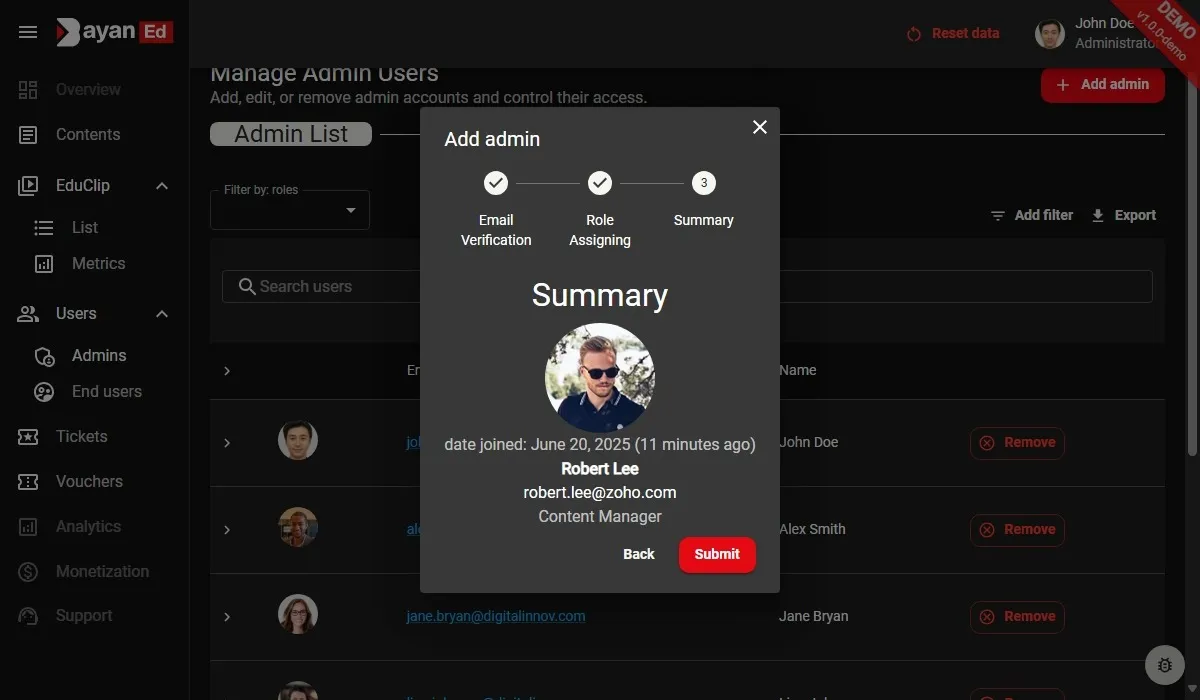 Bayan Ed
Reset data
John Doe
Administrator
DEMO
v1.0.0-demo
Overview
Contents
EduClip
List
Metrics
Users
Admins
End users
Tickets
Vouchers
Analytics
Monetization
Support
Manage Admin Users
Add, edit, or remove admin accounts and control their access.
Add admin
Admin List
Filter by: roles
Add filter
Export
Search users
Name
John Doe
Remove
Alex Smith
Remove
jane.bryan@digitalinnov.com
Jane Bryan
Remove
Add admin
3
Email
Verification
Role
Assigning
Summary
Summary
date joined: June 20, 2025 (11 minutes ago)
Robert Lee
robert.lee@zoho.com
Content Manager
Back
Submit